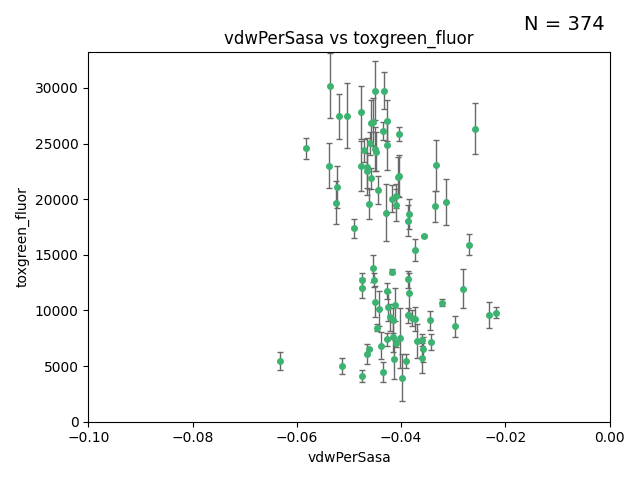 N = 374
vdwPerSasa vs toxgreen_fluor
toxgreen_fluor
30000
25000
20000
15000
10000
5000
0
−0.10 −0.08 −0.06 −0.04 −0.02 0.00
vdwPerSasa